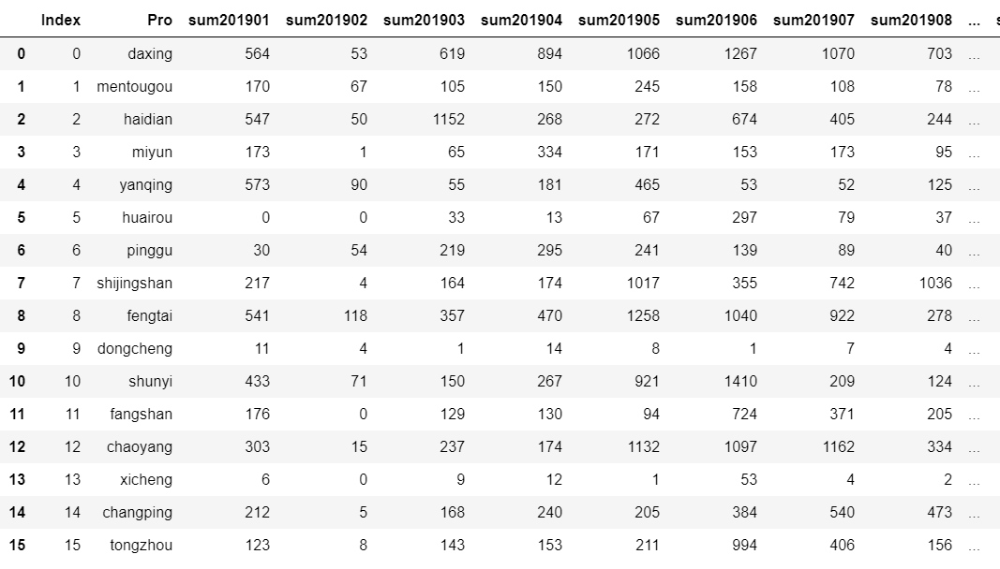 Index Pro sum201901 sum201902 sum201903 sum201904 sum201905 sum201906 sum201907 sum201908 ...
0 0 daxing 564 53 619 894 1066 1267 1070 703 ...
1 1 mentougou 170 67 105 150 245 158 108 78 ...
2 2 haidian 547 50 1152 268 272 674 405 244 ...
3 3 miyun 173 1 65 334 171 153 173 95 ...
4 4 yanqing 573 90 55 181 465 53 52 125 ...
5 5 huairou 0 0 33 13 67 297 79 37 ...
6 6 pinggu 30 54 219 295 241 139 89 40 ...
7 7 shijingshan 217 4 164 174 1017 355 742 1036 ...
8 8 fengtai 541 118 357 470 1258 1040 922 278 ...
9 9 dongcheng 11 4 1 14 8 1 7 4 ...
10 10 shunyi 433 71 150 267 921 1410 209 124 ...
11 11 fangshan 176 0 129 130 94 724 371 205 ...
12 12 chaoyang 303 15 237 174 1132 1097 1162 334 ...
13 13 xicheng 6 0 9 12 1 53 4 2 ...
14 14 changping 212 5 168 240 205 384 540 473 ...
15 15 tongzhou 123 8 143 153 211 994 406 156 ...